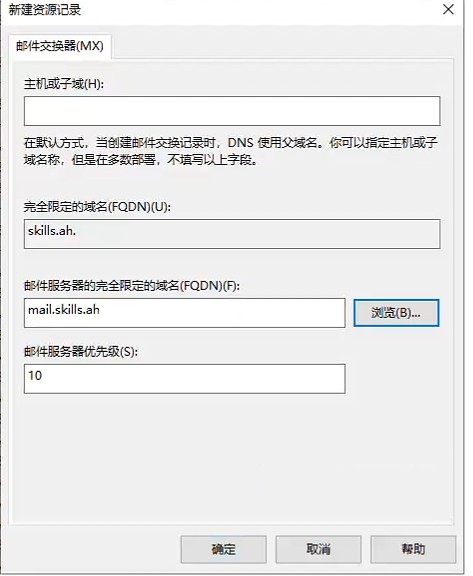 新建资源记录
邮件交换器(MX)
主机或子域(H):
在默认方式，当创建邮件交换记录时，DNS 使用父域名。你可以指定主机或子
域名称，但是在多数部署，不填写以上字段。
完全限定的域名(FQDN)(U):
skills.ah.
邮件服务器的完全限定的域名(FQDN)(F):
mail.skills.ah
浏览(B)...
邮件服务器优先级(S):
10
确定
取消
帮助